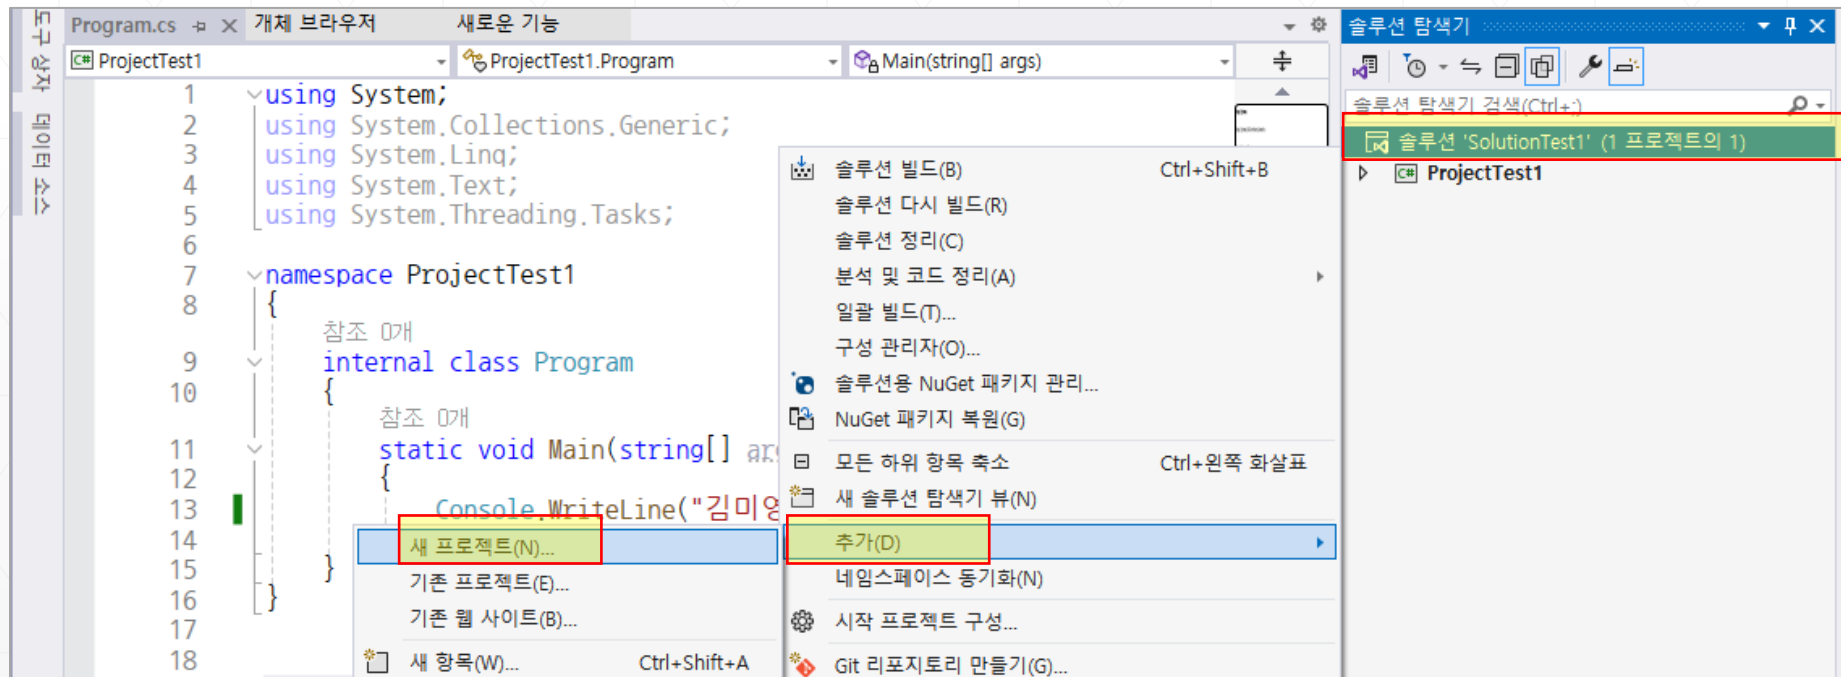 도구 상자
데이터 소스
Program.cs
개체 브라우저
새로운 기능
ProjectTest1
ProjectTest1.Program
Main(string[] args)
1 using System;
2 using System.Collections.Generic;
3 using System.Linq;
4 using System.Text;
5 using System.Threading.Tasks;
6
7 namespace ProjectTest1
8 {
참조 0개
9 internal class Program
10 {
참조 0개
11 static void Main(string[]
12 {
13 Console.WriteLine("김미영
14
15 }
16 }
17
18
새 프로젝트(N)...
기존 프로젝트(E)...
기존 웹 사이트(B)...
새 항목(W)... Ctrl+Shift+A
솔루션 빌드(B) Ctrl+Shift+B
솔루션 다시 빌드(R)
솔루션 정리(C)
분석 및 코드 정리(A)
일괄 빌드(T)...
구성 관리자(O)...
솔루션용 NuGet 패키지 관리...
NuGet 패키지 복원(G)
모든 하위 항목 축소 Ctrl+왼쪽 화살표
새 솔루션 탐색기 뷰(N)
추가(D)
네임스페이스 동기화(N)
시작 프로젝트 구성...
Git 리포지토리 만들기(G)...
솔루션 탐색기
솔루션 탐색기 검색(Ctrl+;)
솔루션 'SolutionTest1' (1 프로젝트의 1)
C# ProjectTest1